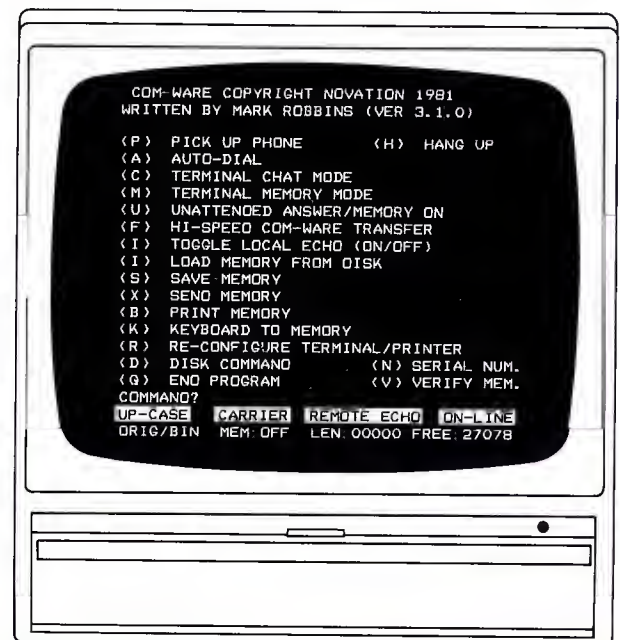 COM-WARE COPYRIGHT NOVATION 1981
WRITTEN BY MARK ROBBINS (VER 3.1.0)
(P) PICK UP PHONE (H) HANG UP
(A) AUTO-DIAL
(C) TERMINAL CHAT MODE
(M) TERMINAL MEMORY MODE
(U) UNATTENOED ANSWER/MEMORY ON
(F) HI-SPEEO COM-WARE TRANSFER
(I) TOGGLE LOCAL ECHO (ON/OFF)
(I) LOAD MEMORY FROM OISK
(S) SAVE MEMORY
(X) SENO MEMORY
(B) PRINT MEMORY
(K) KEYBOARD TO MEMORY
(R) RE-CONFIGURE TERMINAL/PRINTER
(D) DISK COMMANO (N) SERIAL NUM.
(Q) ENO PROGRAM (V) VERIFY MEM.
COMMANO?
UP-CASE CARRIER REMOTE ECHO ON-LINE
ORIG/BIN MEM:OFF LEN:00000 FREE:27078